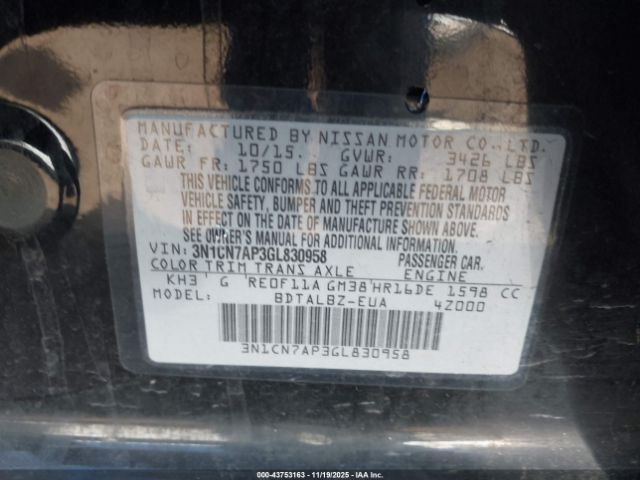 MANUFACTURED BY NISSAN MOTOR CO., LTD.
DATE: 10/15. GVWR: 3426 LBS
GAWR FR: 1750 LBS GAWR RR: 1708 LBS
THIS VEHICLE CONFORMS TO ALL APPLICABLE FEDERAL MOTOR
VEHICLE SAFETY, BUMPER AND THEFT PREVENTION STANDARDS
IN EFFECT ON THE DATE OF MANUFACTURE SHOWN ABOVE.
SEE OWNER'S MANUAL FOR ADDITIONAL INFORMATION.
VIN: 3N1CN7AP3GL830958 PASSENGER CAR.
COLOR TRIM TRANS AXLE ENGINE
KH3 G RE0F11A GM38 HR16DE 1598 CC
MODEL: BDTALBZ-EUA 4Z000
3N1CN7AP3GL830958
000-43753163 - 11/19/2025 - IAA Inc.